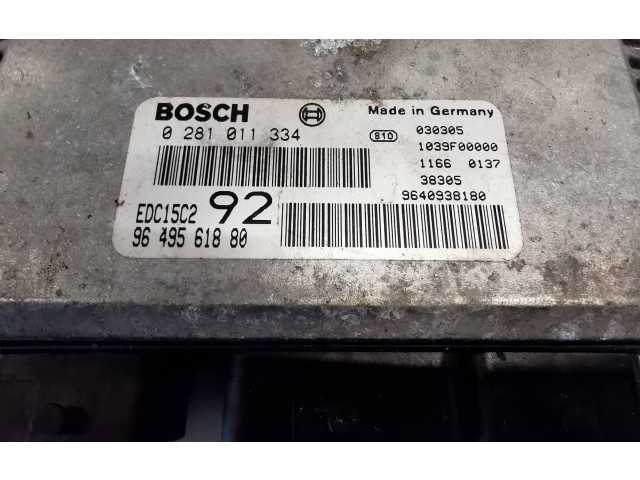 BOSCH
Made in Germany
0 281 011 334
810 030305
1039F00000
1166 0137
38305
9640938180
EDC15C2 92
96 495 618 80